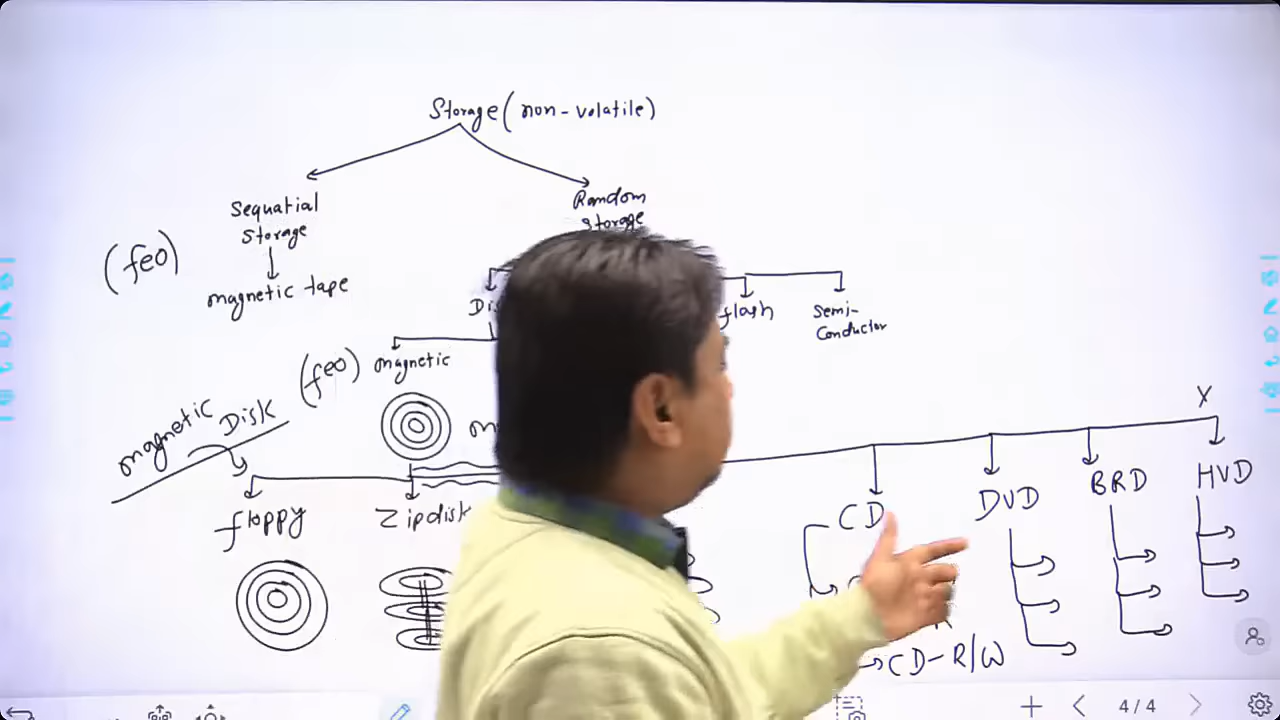 Storage (non-volatile)
Sequatial
Storage
magnetic tape
(feo)
Random
Storage
flash
Semi-
Conductor
(feo)
magnetic
magnetic Disk
floppy
Zipdisk
X
CD
DVD
BRD
HVD
CD-R/W
4/4